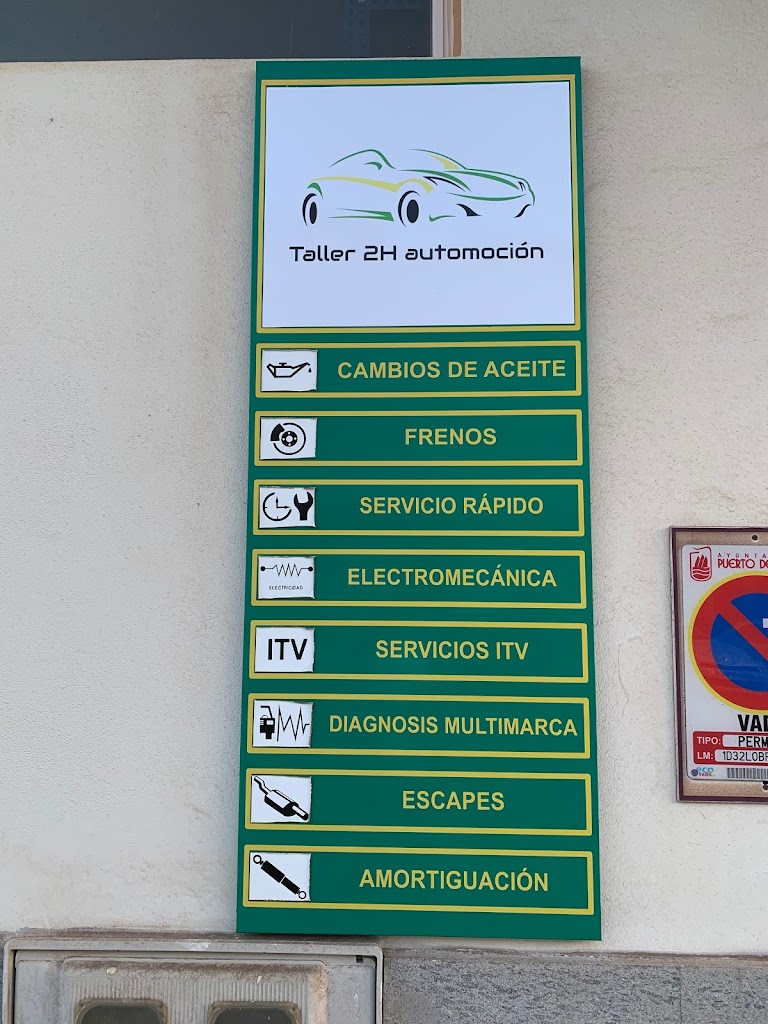 Taller 2H automoción
CAMBIOS DE ACEITE
FRENOS
SERVICIO RÁPIDO
ELECTRICIDAD
ELECTROMECÁNICA
ITV
SERVICIOS ITV
DIAGNOSIS MULTIMARCA
ESCAPES
AMORTIGUACIÓN
PUERTO
TIPO:
LM: